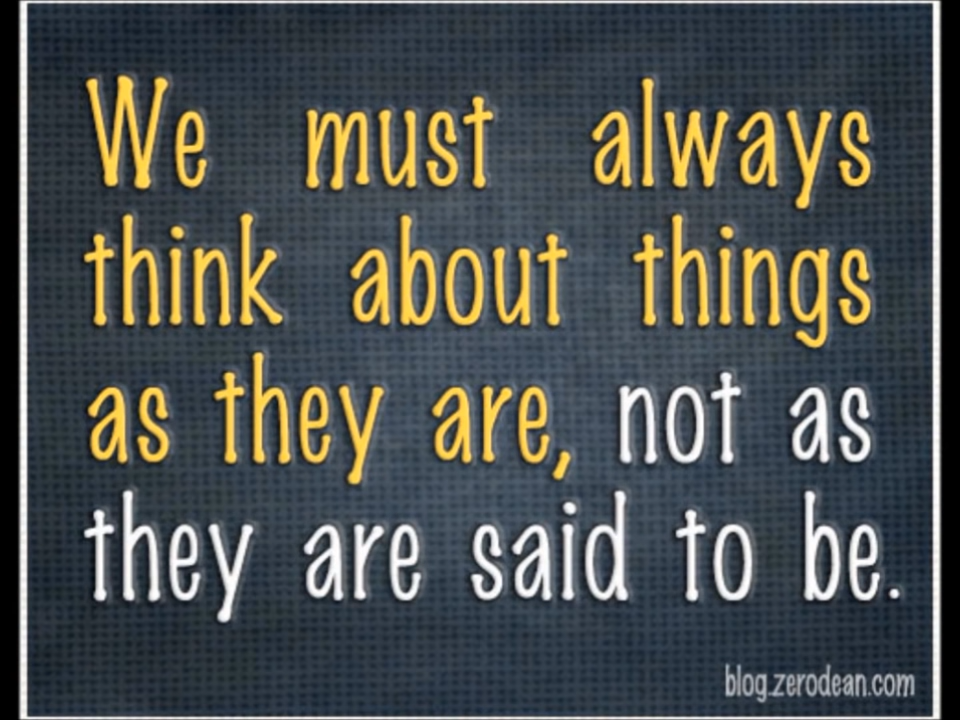 We must always
think about things
as they are, not as
they are said to be.
blog.zerodean.com